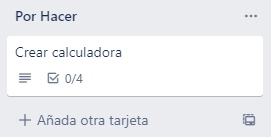 Por Hacer
Crear calculadora
0/4
Añada otra tarjeta